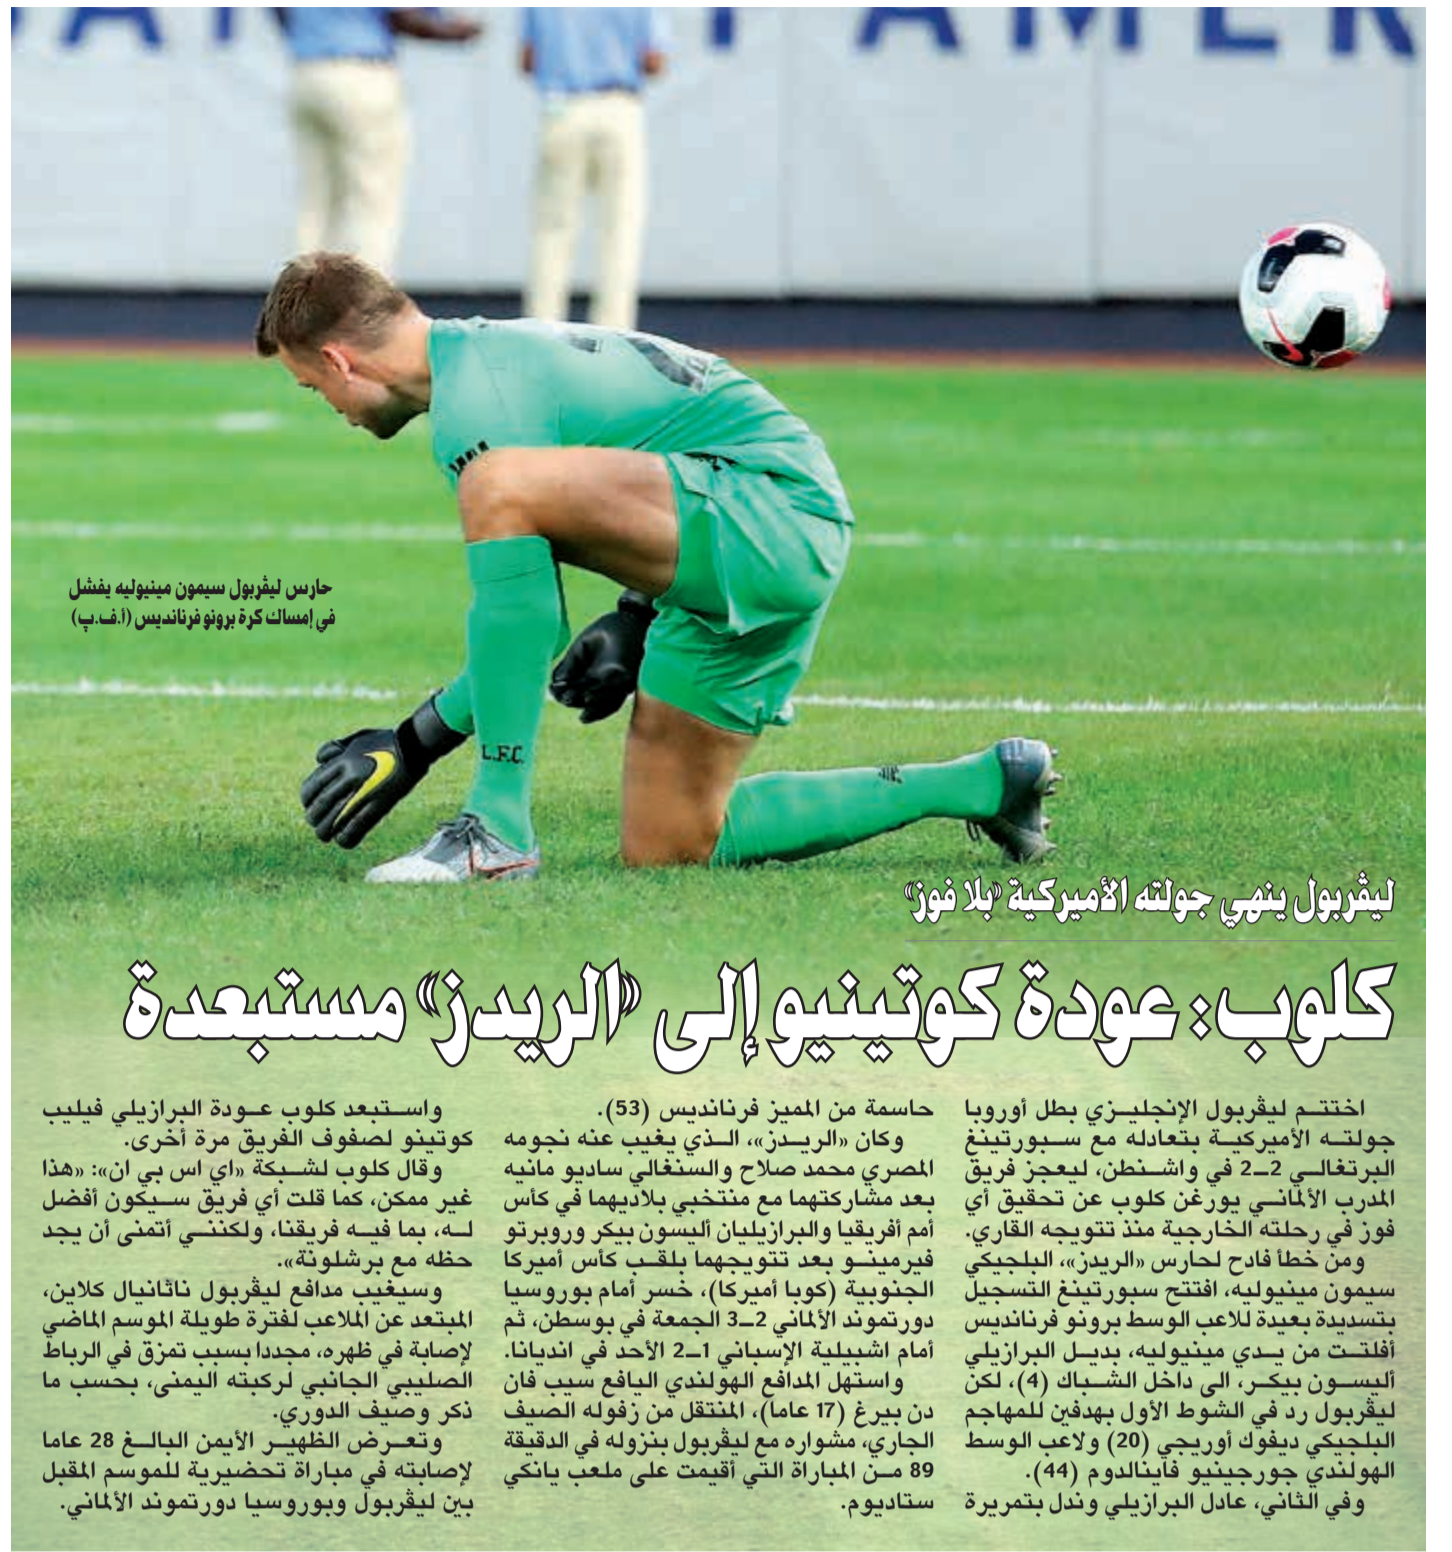 حارس ليڤربول سيمون مينيوليه يفشل
في إمساك كرة برونو فرنانديس (أ.ف.پ)
L.F.C.
ليڤربول ينهي جولته الأميركية «بلا فوز»
كلوب: عودة كوتينيو إلى «الريدز» مستبعدة
اختتم ليڤربول الإنجليزي بطل أوروبا
جولته الأميركية بتعادله مع سبورتينغ
البرتغالي 2-2 في واشنطن، ليعجز فريق
المدرب الألماني يورغن كلوب عن تحقيق أي
فوز في رحلته الخارجية منذ تتويجه القاري.
ومن خطأ فادح لحارس «الريدز»، البلجيكي
سيمون مينيوليه، افتتح سبورتينغ التسجيل
بتسديدة بعيدة للاعب الوسط برونو فرنانديس
أفلتت من يدي مينيوليه، بديل البرازيلي
أليسون بيكر، الى داخل الشباك (4)، لكن
ليڤربول رد في الشوط الأول بهدفين للمهاجم
البلجيكي ديفوك أوريجي (20) ولاعب الوسط
الهولندي جورجينيو فاينالدوم (44).
وفي الثاني، عادل البرازيلي وندل بتمريرة
حاسمة من المميز فرنانديس (53).
وكان «الريدز»، الذي يغيب عنه نجومه
المصري محمد صلاح والسنغالي ساديو مانيه
بعد مشاركتهما مع منتخبي بلاديهما في كأس
أمم أفريقيا والبرازيليان أليسون بيكر وروبرتو
فيرمينو بعد تتويجهما بلقب كأس أميركا
الجنوبية (كوبا أميركا)، خسر أمام بوروسيا
دورتموند الألماني 2-3 الجمعة في بوسطن، ثم
أمام اشبيلية الإسباني 1-2 الأحد في انديانا.
واستهل المدافع الهولندي اليافع سيب فان
دن بيرغ (17 عاما)، المنتقل من زفوله الصيف
الجاري، مشواره مع ليڤربول بنزوله في الدقيقة
89 من المباراة التي أقيمت على ملعب يانكي
ستاديوم.
واستبعد كلوب عودة البرازيلي فيليب
كوتينو لصفوف الفريق مرة أخرى.
وقال كلوب لشبكة «اي اس بي ان»: «هذا
غير ممكن، كما قلت أي فريق سيكون أفضل
له، بما فيه فريقنا، ولكنني أتمنى أن يجد
حظه مع برشلونة».
وسيغيب مدافع ليڤربول ناثانيال كلاين،
المبتعد عن الملاعب لفترة طويلة الموسم الماضي
لإصابة في ظهره، مجددا بسبب تمزق في الرباط
الصليبي الجانبي لركبته اليمنى، بحسب ما
ذكر وصيف الدوري.
وتعرض الظهير الأيمن البالغ 28 عاما
لإصابته في مباراة تحضيرية للموسم المقبل
بين ليڤربول وبوروسيا دورتموند الألماني.